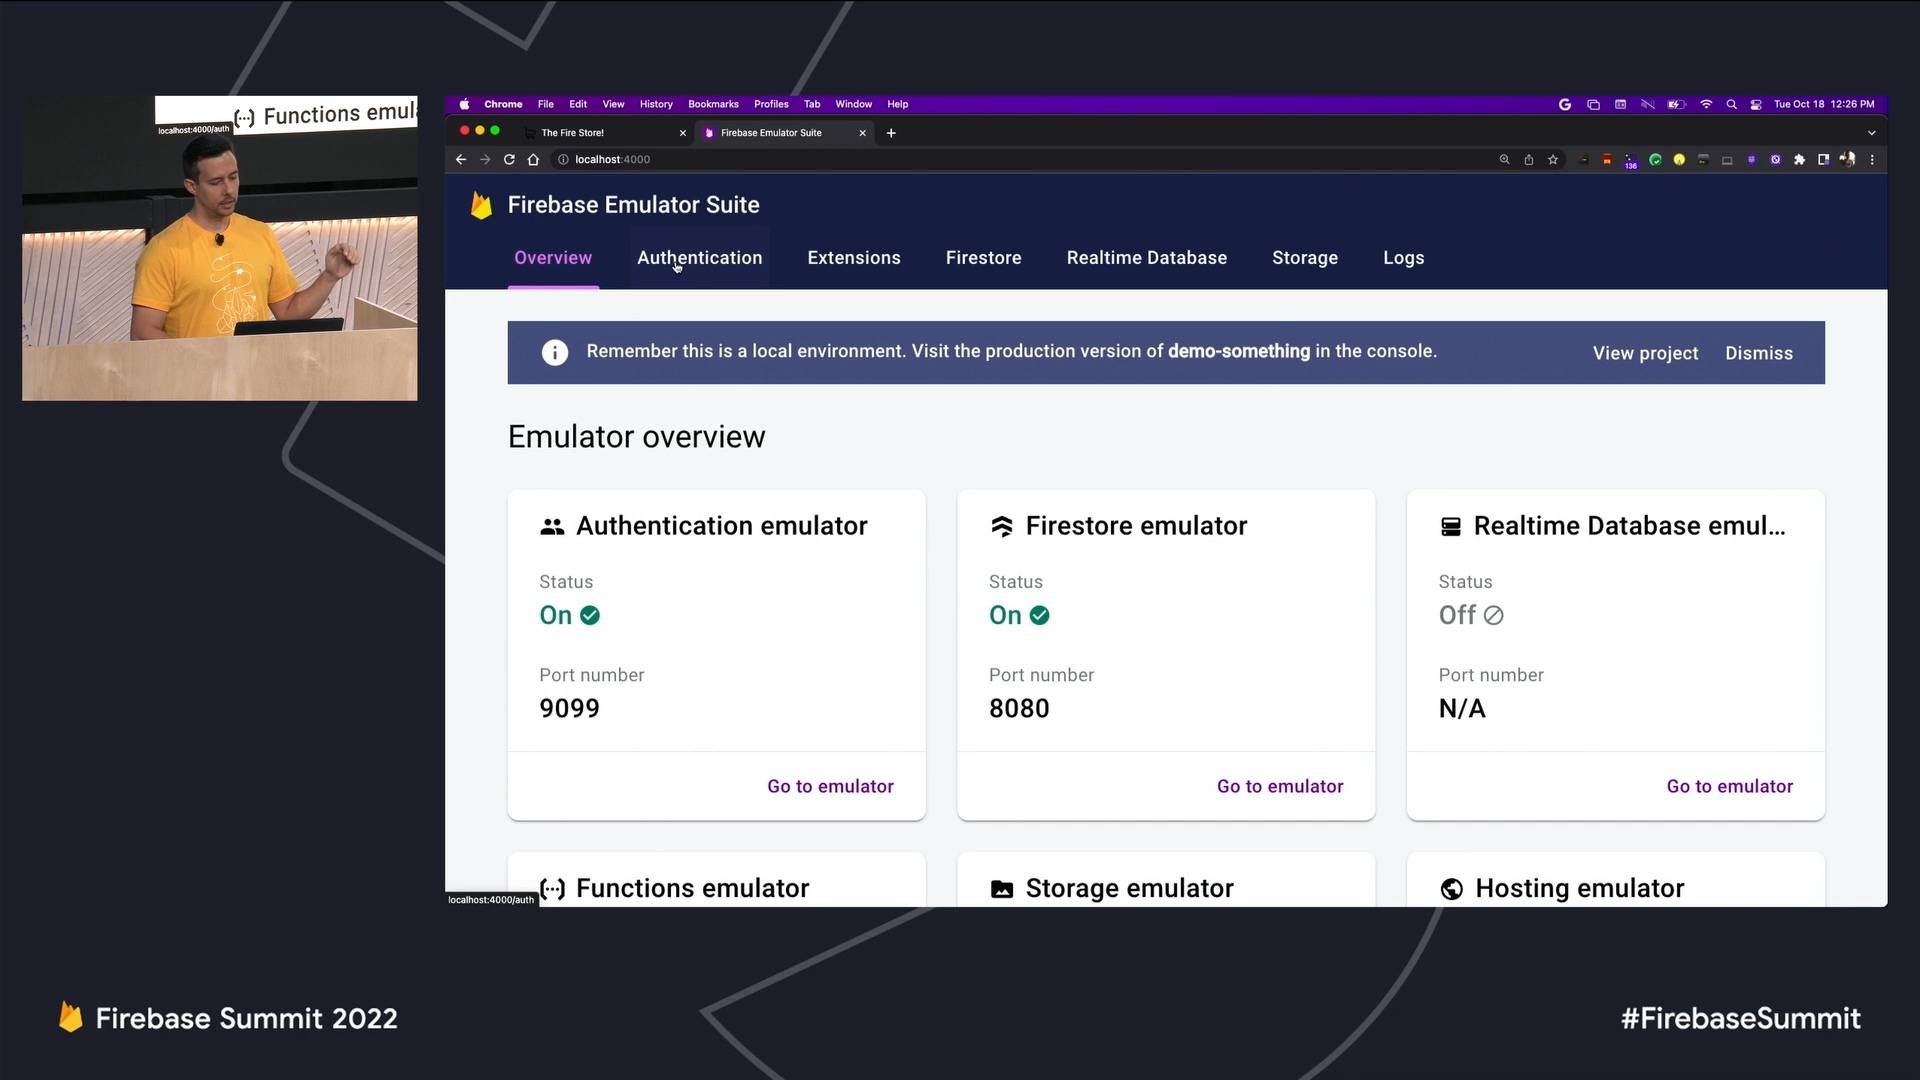 Functions emul
localhost:4000/auth
Chrome File Edit View History Bookmarks Profiles Tab Window Help
Tue Oct 18 12:26 PM
The Fire Store!
Firebase Emulator Suite
localhost:4000
136
Firebase Emulator Suite
Overview Authentication Extensions Firestore Realtime Database Storage Logs
Remember this is a local environment. Visit the production version of demo-something in the console.
View project Dismiss
Emulator overview
Authentication emulator
Status
On
Port number
9099
Go to emulator
Firestore emulator
Status
On
Port number
8080
Go to emulator
Realtime Database emul...
Status
Off
Port number
N/A
Go to emulator
Functions emulator
Storage emulator
Hosting emulator
localhost:4000/auth
Firebase Summit 2022
#FirebaseSummit